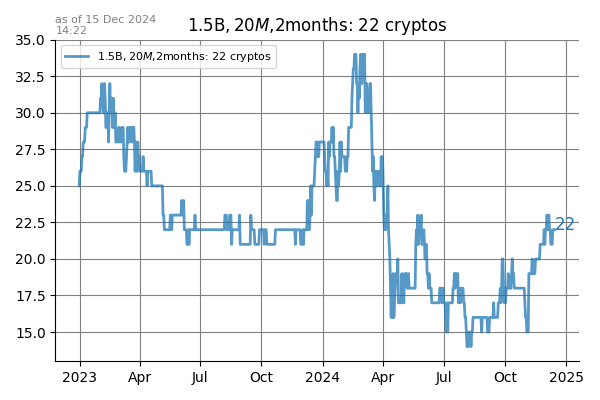 as of 15 Dec 2024
14:22
1.5B, 20M,2months: 22 cryptos
1.5B, 20M,2months: 22 cryptos
35.0
32.5
30.0
27.5
25.0
22.5
20.0
17.5
15.0
22
2023 Apr Jul Oct 2024 Apr Jul Oct 2025